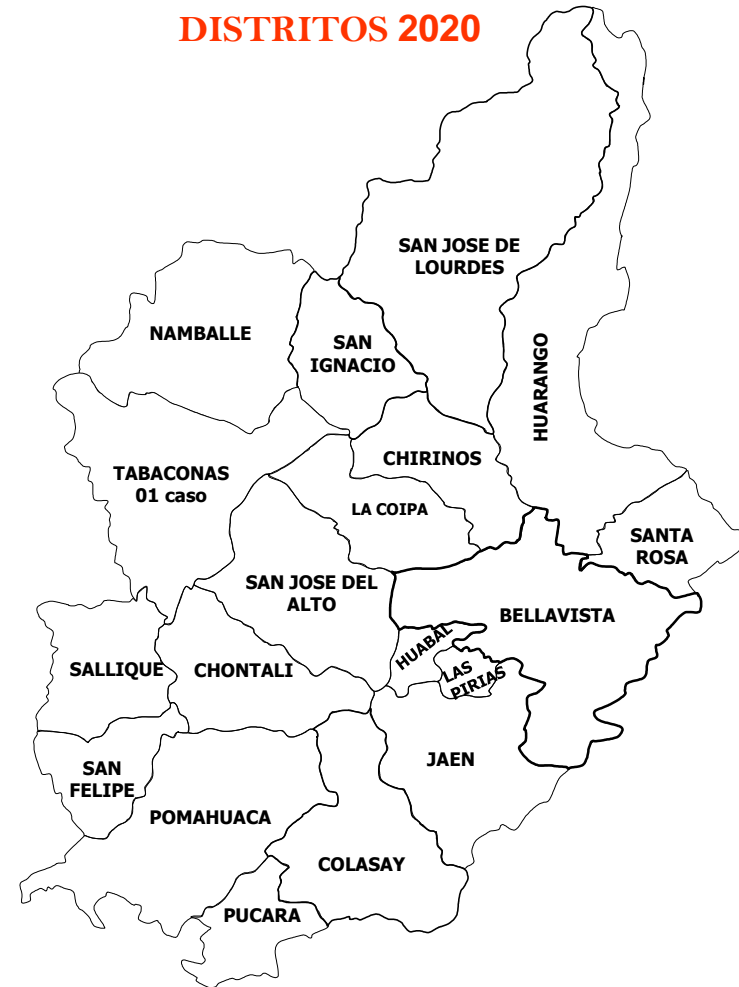 DISTRITOS 2020
SAN JOSE DE
LOURDES
NAMBALLE
SAN
IGNACIO
HUARANGO
CHIRINOS
TABACONAS
01 caso
LA COIPA
SANTA
ROSA
SAN JOSE DEL
ALTO
BELLAVISTA
HUABAL
LAS
PIRIAS
SALLIQUE
CHONTALI
JAEN
SAN
FELIPE
POMAHUACA
COLASAY
PUCARA